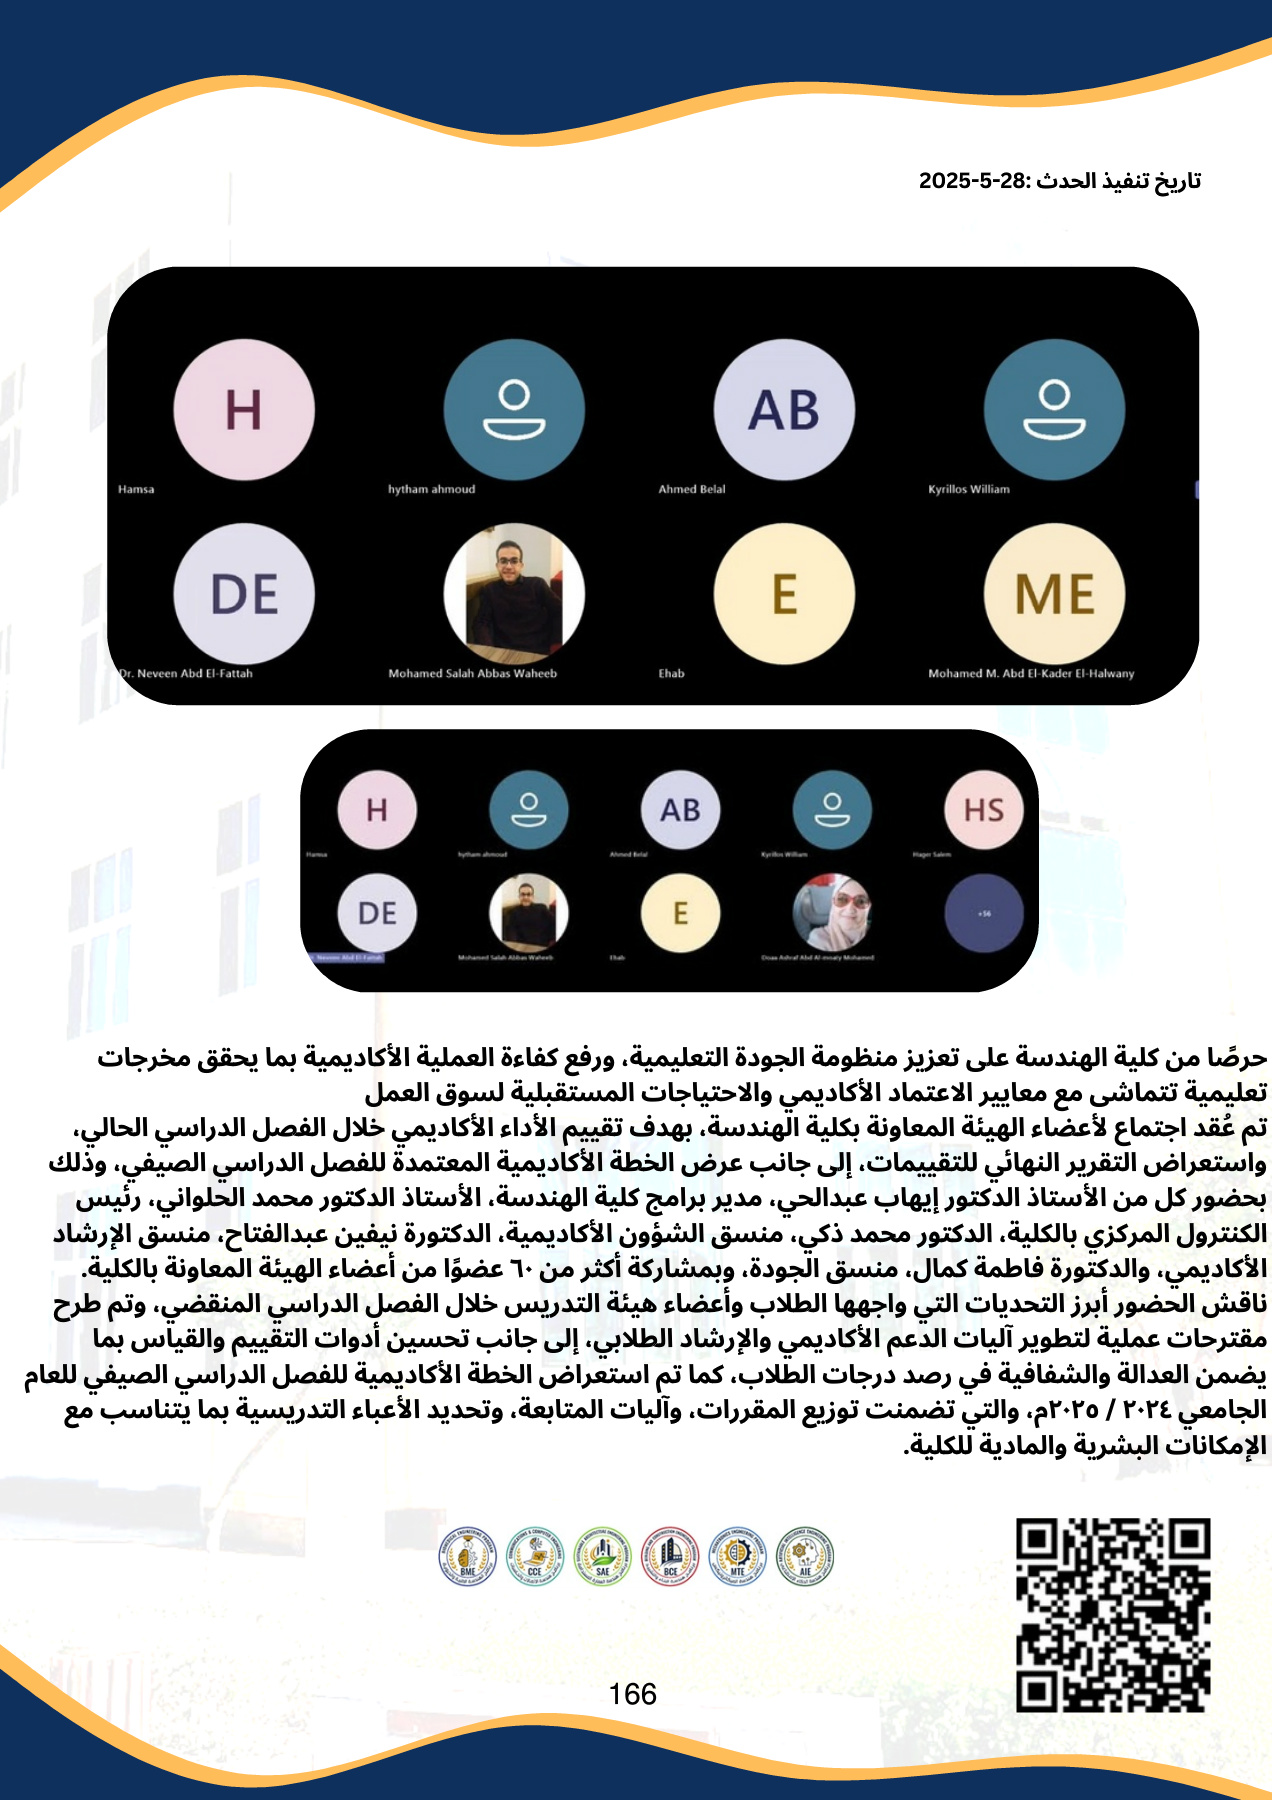 تاريخ تنفيذ الحدث :28-5-2025
H
AB
Hamsa
hytham ahmoud
Ahmed Belal
Kyrillos William
DE
E
ME
Dr. Neveen Abd El-Fattah
Mohamed Salah Abbas Waheeb
Ehab
Mohamed M. Abd El-Kader El-Halwany
H
AB
HS
Hamsa
hytham ahmoud
Ahmed Belal
Kyrillos William
Hager Salem
DE
E
+56
Neveen Abd El-Fattah
Mohamed Salah Abbas Waheeb
Ehab
Doaa Ashraf Abd Al-moaty Mohamed
حرصًا من كلية الهندسة على تعزيز منظومة الجودة التعليمية، ورفع كفاءة العملية الأكاديمية بما يحقق مخرجات
تعليمية تتماشى مع معايير الاعتماد الأكاديمي والاحتياجات المستقبلية لسوق العمل
تم عُقد اجتماع لأعضاء الهيئة المعاونة بكلية الهندسة، بهدف تقييم الأداء الأكاديمي خلال الفصل الدراسي الحالي،
واستعراض التقرير النهائي للتقييمات، إلى جانب عرض الخطة الأكاديمية المعتمدة للفصل الدراسي الصيفي، وذلك
بحضور كل من الأستاذ الدكتور إيهاب عبدالحي، مدير برامج كلية الهندسة، الأستاذ الدكتور محمد الحلواني، رئيس
الكنترول المركزي بالكلية، الدكتور محمد ذكي، منسق الشؤون الأكاديمية، الدكتورة نيفين عبدالفتاح، منسق الإرشاد
الأكاديمي، والدكتورة فاطمة كمال، منسق الجودة، وبمشاركة أكثر من ٦٠ عضوًا من أعضاء الهيئة المعاونة بالكلية.
ناقش الحضور أبرز التحديات التي واجهها الطلاب وأعضاء هيئة التدريس خلال الفصل الدراسي المنقضي، وتم طرح
مقترحات عملية لتطوير آليات الدعم الأكاديمي والإرشاد الطلابي، إلى جانب تحسين أدوات التقييم والقياس بما
يضمن العدالة والشفافية في رصد درجات الطلاب، كما تم استعراض الخطة الأكاديمية للفصل الدراسي الصيفي للعام
الجامعي ٢٠٢٤ / ٢٠٢٥م، والتي تضمنت توزيع المقررات، وآليات المتابعة، وتحديد الأعباء التدريسية بما يتناسب مع
الإمكانات البشرية والمادية للكلية.
BME
CCE
SAE
BCE
MTE
AIE
166